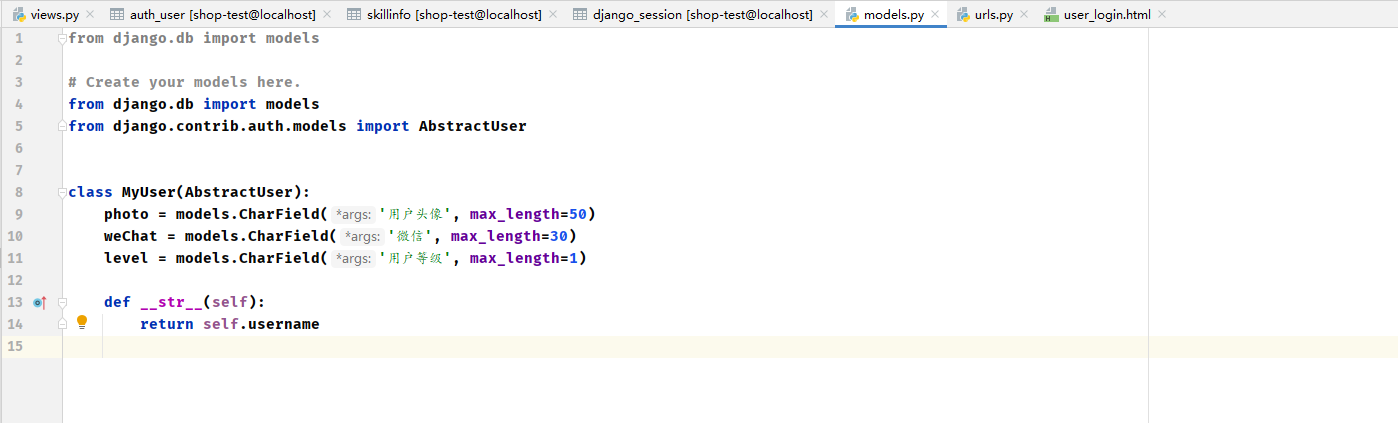 views.py auth_user [shop-test@localhost] skillinfo [shop-test@localhost] django_session [shop-test@localhost] models.py urls.py user_login.html
1 from django.db import models
2
3 # Create your models here.
4 from django.db import models
5 from django.contrib.auth.models import AbstractUser
6
7
8 class MyUser(AbstractUser):
9 photo = models.CharField( *args: '用户头像', max_length=50)
10 weChat = models.CharField( *args: '微信', max_length=30)
11 level = models.CharField( *args: '用户等级', max_length=1)
12
13 def __str__(self):
14 return self.username
15